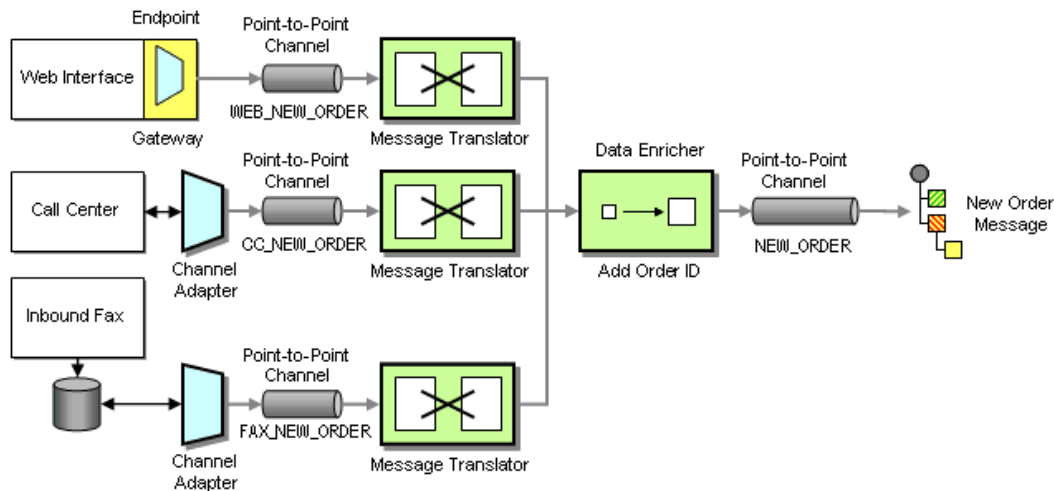 Endpoint
Point-to-Point
Channel
Web Interface
WEB_NEW_ORDER
Gateway
Message Translator
Point-to-Point
Channel
Call Center
CC_NEW_ORDER
Channel
Adapter
Message Translator
Data Enricher
Add Order ID
Point-to-Point
Channel
NEW_ORDER
New Order
Message
Inbound Fax
Point-to-Point
Channel
FAX_NEW_ORDER
Channel
Adapter
Message Translator